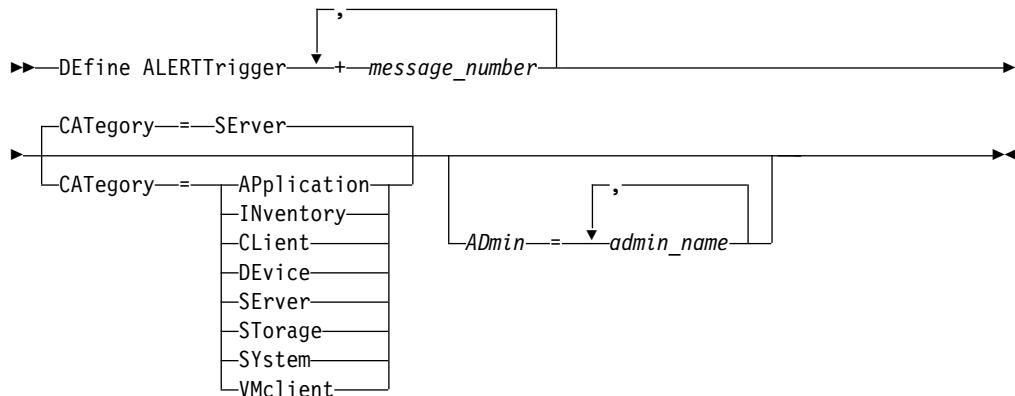 ,
DEfine ALERTTrigger + message_number
CATegory = SErver
CATegory = APplication
INventory
CLient
DEvice
SErver
STorage
SYstem
VMclient
,
ADmin = admin_name